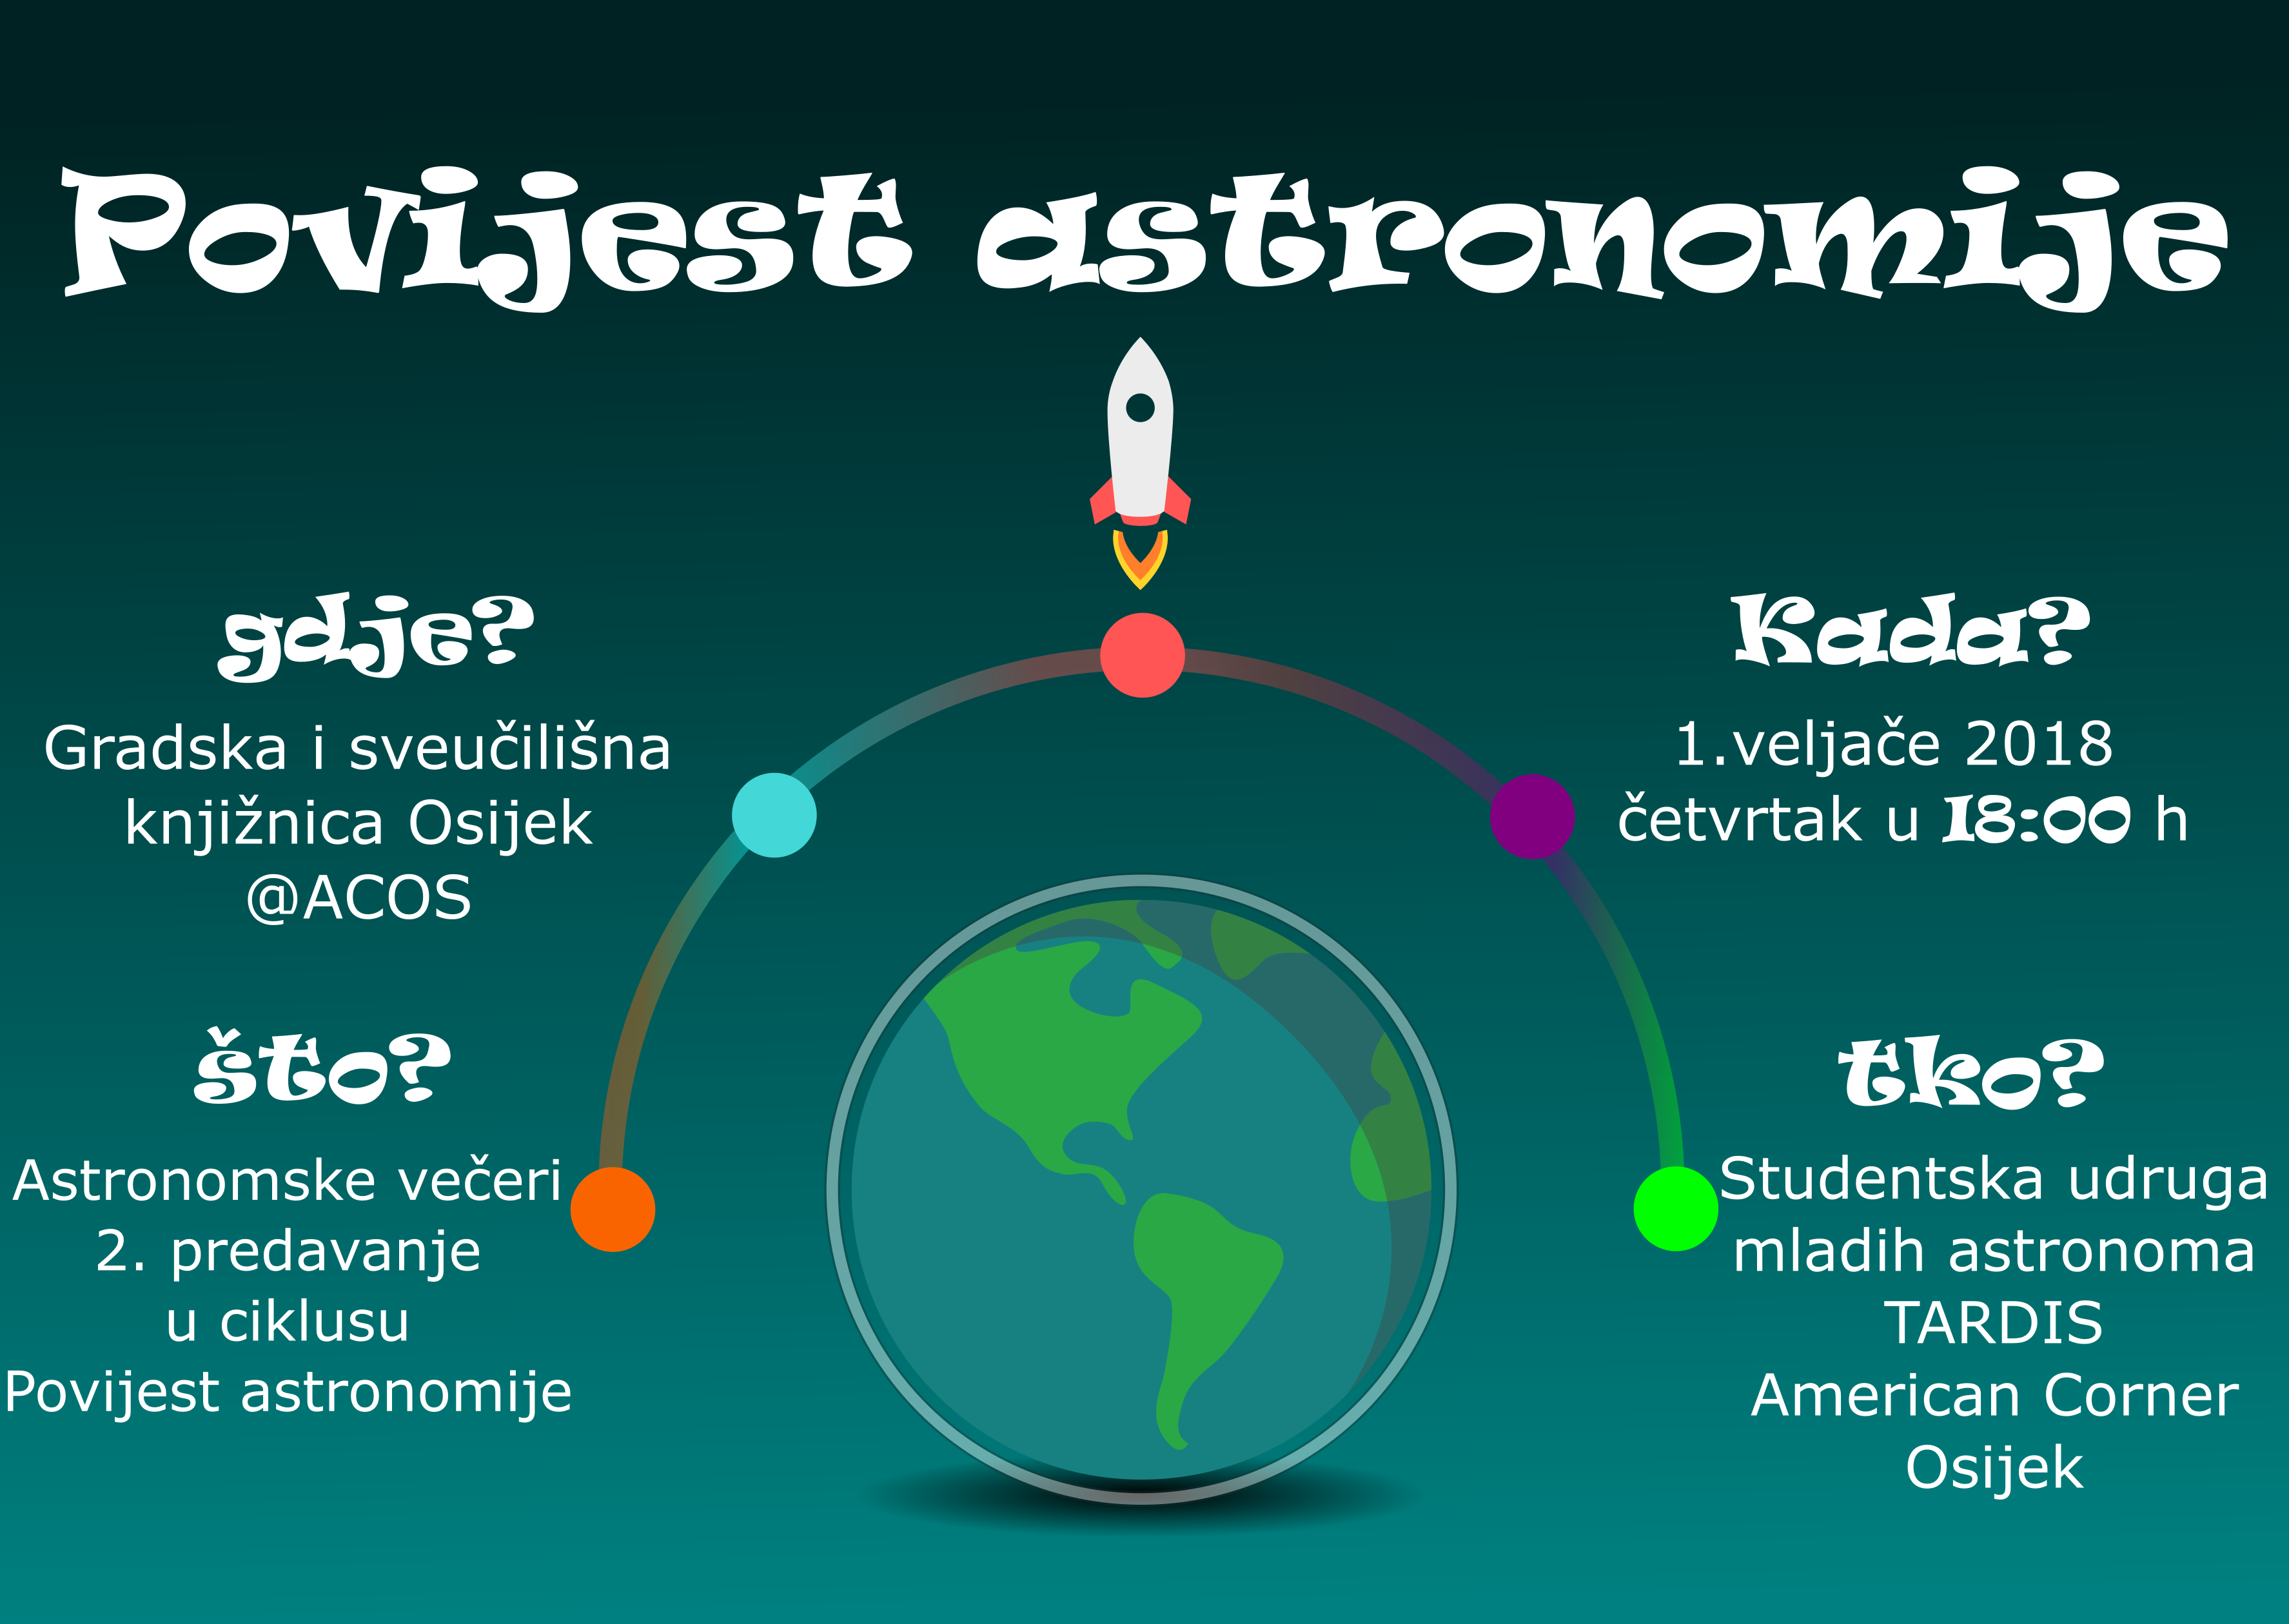 Povijest astronomije
gdje?
Gradska i sveučilišna
knjižnica Osijek
@ACOS
Kada?
1.veljače 2018
četvrtak u 18:00 h
što?
Astronomske večeri
2. predavanje
u ciklusu
Povijest astronomije
tko?
Studentska udruga
mladih astronoma
TARDIS
American Corner
Osijek